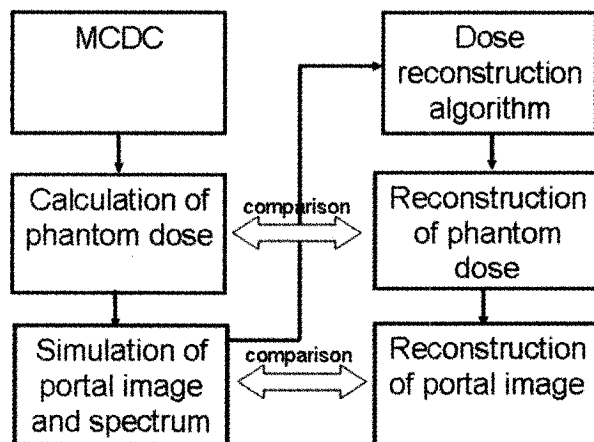 MCDC
Calculation of
phantom dose
Simulation of
portal image
and spectrum
comparison
comparison
Dose
reconstruction
algorithm
Reconstruction
of phantom
dose
Reconstruction
of portal image